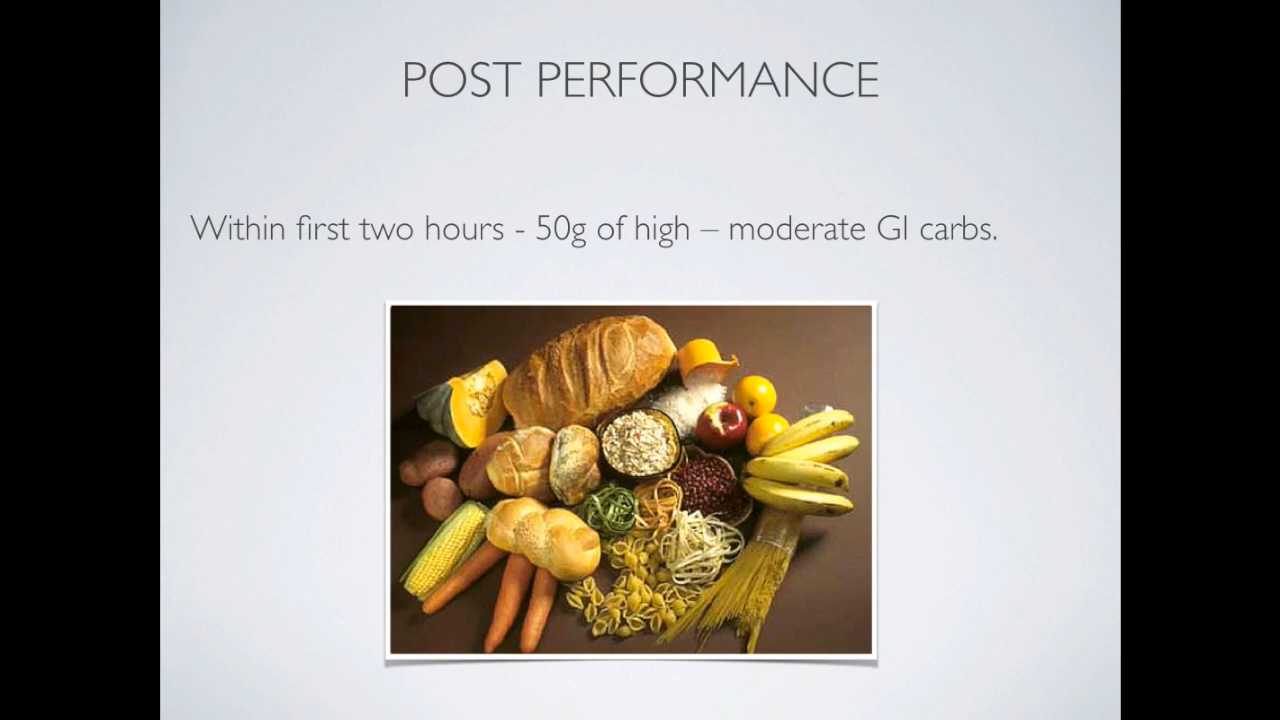 POST PERFORMANCE
Within first two hours - 50g of high – moderate GI carbs.